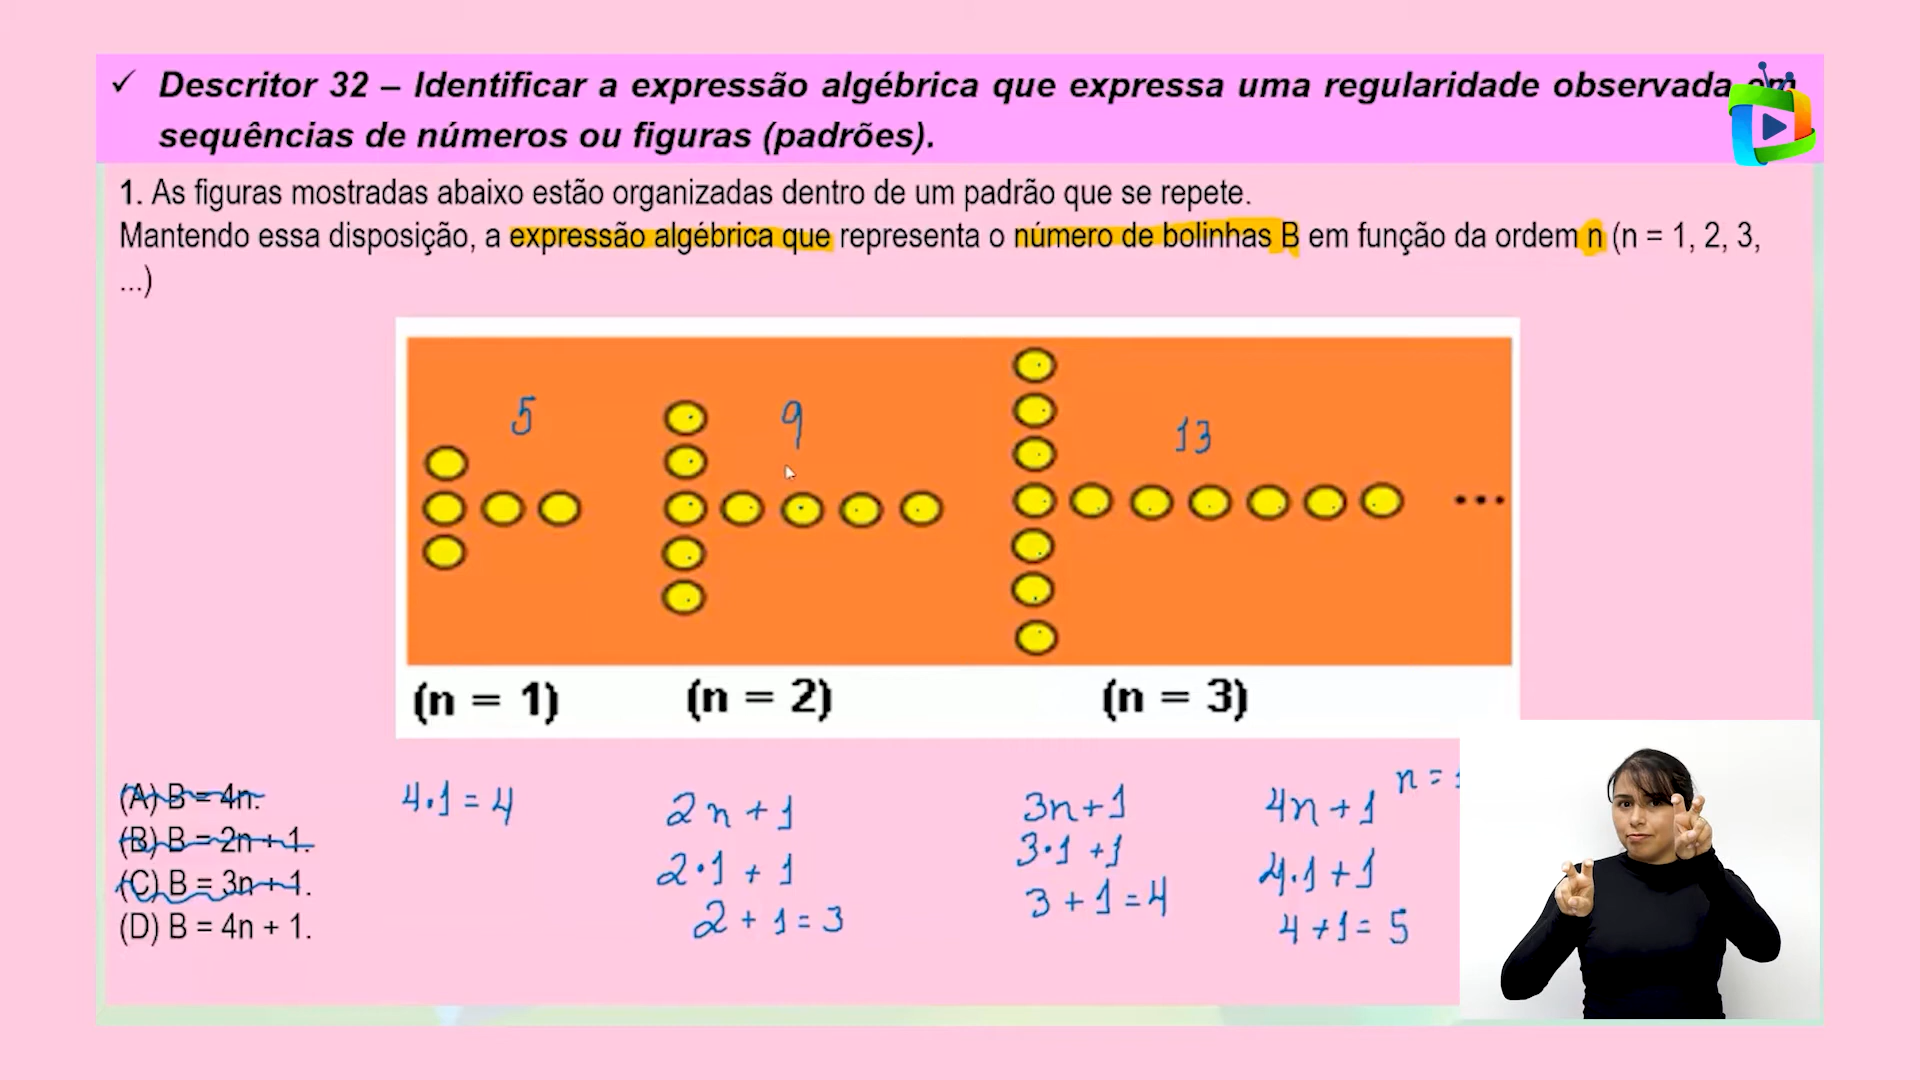 ✓ Descritor 32 – Identificar a expressão algébrica que expressa uma regularidade observada em
sequências de números ou figuras (padrões).
1. As figuras mostradas abaixo estão organizadas dentro de um padrão que se repete.
Mantendo essa disposição, a expressão algébrica que representa o número de bolinhas B em função da ordem n (n = 1, 2, 3,
...)
5
9
13
...
(n = 1)
(n = 2)
(n = 3)
(A) B = 4n.
(B) B = 2n + 1.
(C) B = 3n + 1.
(D) B = 4n + 1.
4·1 = 4
2n + 1
2·1 + 1
2 + 1 = 3
3n+1
3·1 +1
3 + 1 = 4
4n + 1
4·1 + 1
4 + 1 = 5
n =